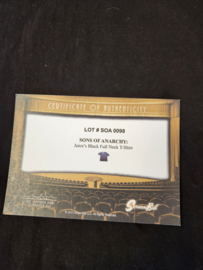 CERTIFICATE OF AUTHENTICITY
LOT # SOA 0098
SONS OF ANARCHY:
Juice's Black Full Neck T-Shirt